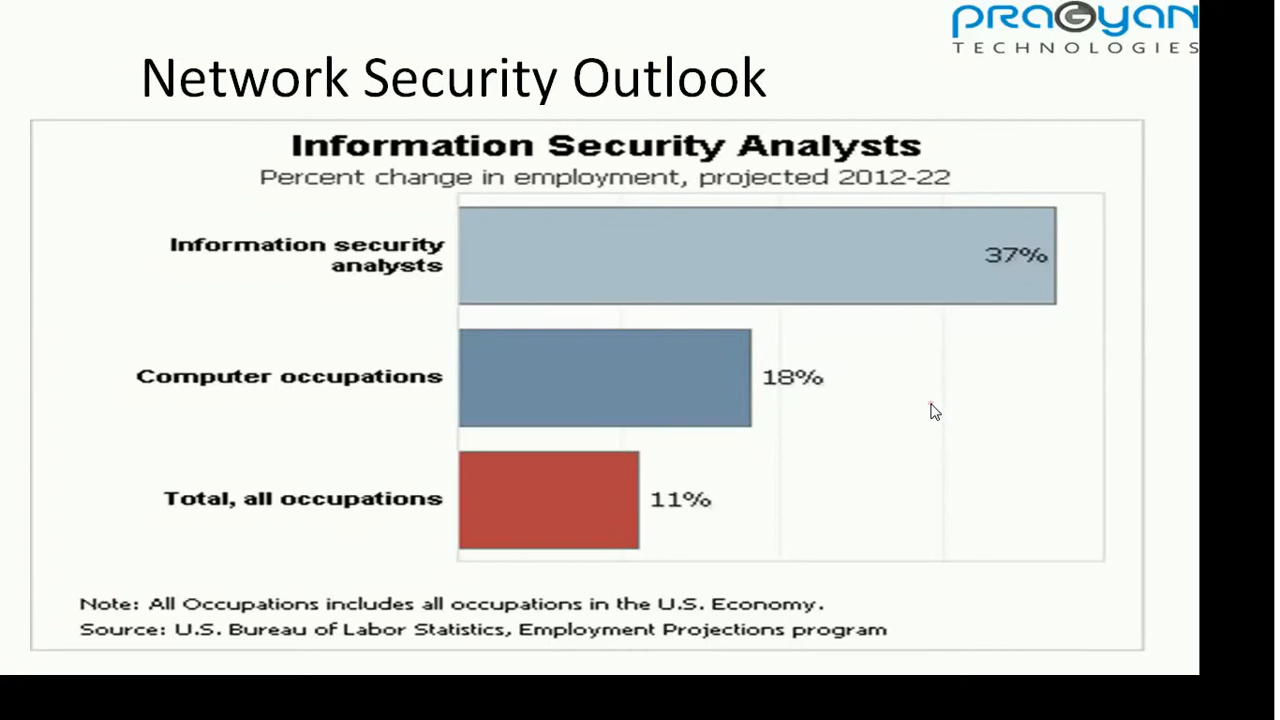 PRAGYAN
TECHNOLOGIES
Network Security Outlook
Information Security Analysts
Percent change in employment, projected 2012-22
Information security
analysts
37%
Computer occupations
18%
Total, all occupations
11%
Note: All Occupations includes all occupations in the U.S. Economy.
Source: U.S. Bureau of Labor Statistics, Employment Projections program